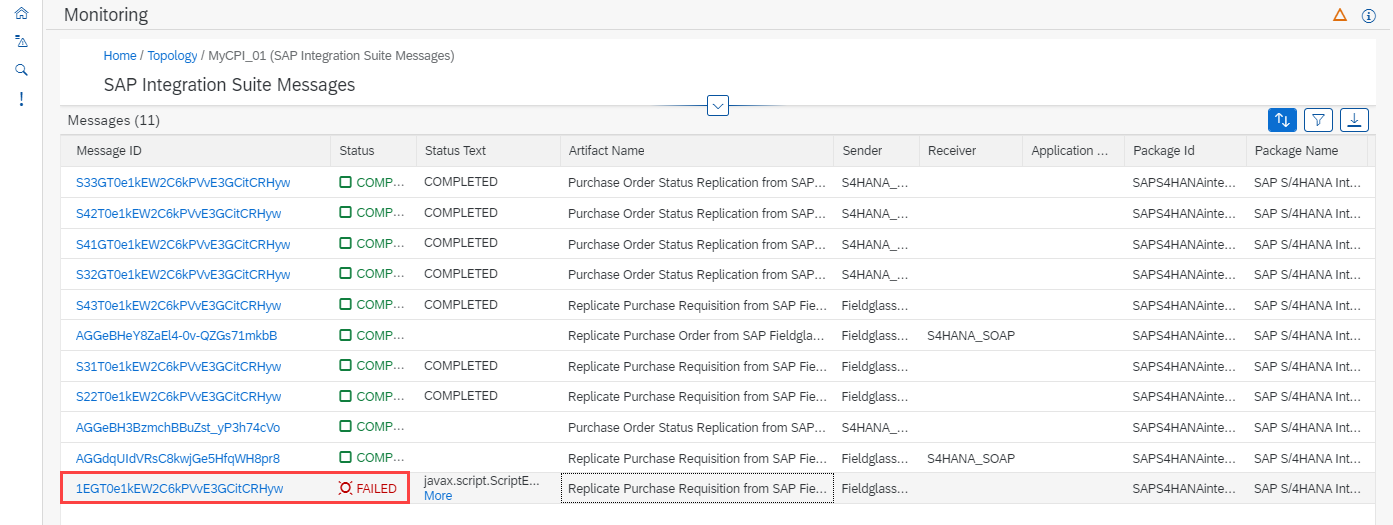 Monitoring
Home / Topology / MyCPI_01 (SAP Integration Suite Messages)
SAP Integration Suite Messages
Messages (11)
Message ID Status Status Text Artifact Name Sender Receiver Application ... Package Id Package Name
S33GT0e1kEW2C6kPVvE3GCitCRHyw COMP... COMPLETED Purchase Order Status Replication from SAP... S4HANA_... SAPS4HANAinte... SAP S/4HANA Int...
S42T0e1kEW2C6kPVvE3GCitCRHyw COMP... COMPLETED Purchase Order Status Replication from SAP... S4HANA_... SAPS4HANAinte... SAP S/4HANA Int...
S41GT0e1kEW2C6kPVvE3GCitCRHyw COMP... COMPLETED Purchase Order Status Replication from SAP... S4HANA_... SAPS4HANAinte... SAP S/4HANA Int...
S32GT0e1kEW2C6kPVvE3GCitCRHyw COMP... COMPLETED Purchase Order Status Replication from SAP... S4HANA_... SAPS4HANAinte... SAP S/4HANA Int...
S43T0e1kEW2C6kPVvE3GCitCRHyw COMP... COMPLETED Replicate Purchase Requisition from SAP Fie... Fieldglass... SAPS4HANAinte... SAP S/4HANA Int...
AGGeBHeY8ZaEl4-0v-QZGs71mkbB COMP... Replicate Purchase Order from SAP Fieldgla... Fieldglass... S4HANA_SOAP SAPS4HANAinte... SAP S/4HANA Int...
S31T0e1kEW2C6kPVvE3GCitCRHyw COMP... COMPLETED Replicate Purchase Requisition from SAP Fie... Fieldglass... SAPS4HANAinte... SAP S/4HANA Int...
S22T0e1kEW2C6kPVvE3GCitCRHyw COMP... COMPLETED Replicate Purchase Requisition from SAP Fie... Fieldglass... SAPS4HANAinte... SAP S/4HANA Int...
AGGeBH3BzmchBBuZst_yP3h74cVo COMP... Purchase Order Status Replication from SAP... S4HANA_... SAPS4HANAinte... SAP S/4HANA Int...
AGGdqUIdVRsC8kwjGe5HfqWH8pr8 COMP... Replicate Purchase Requisition from SAP Fie... Fieldglass... S4HANA_SOAP SAPS4HANAinte... SAP S/4HANA Int...
1EGT0e1kEW2C6kPVvE3GCitCRHyw FAILED javax.script.ScriptE... Replicate Purchase Requisition from SAP Fie... Fieldglass... SAPS4HANAinte... SAP S/4HANA Int...
More